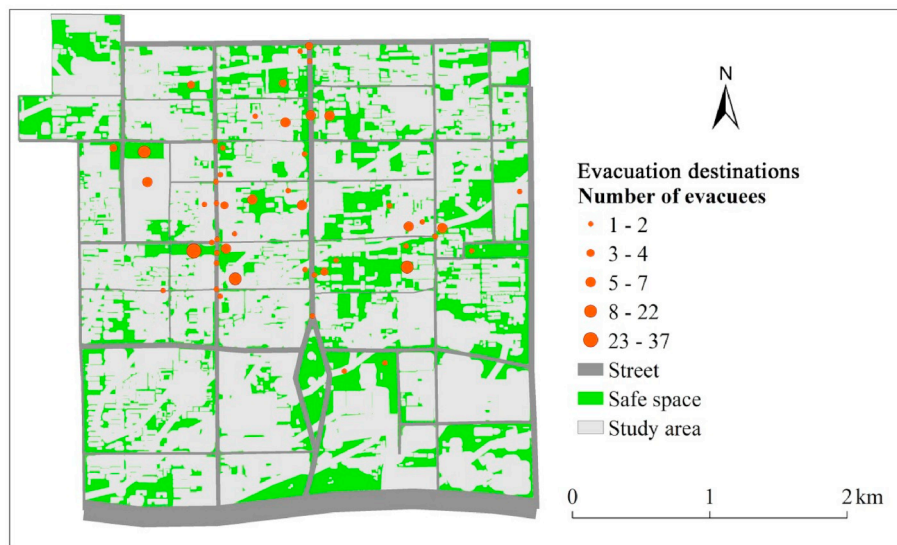 N
Evacuation destinations
Number of evacuees
1 - 2
3 - 4
5 - 7
8 - 22
23 - 37
Street
Safe space
Study area
0 1 2 km